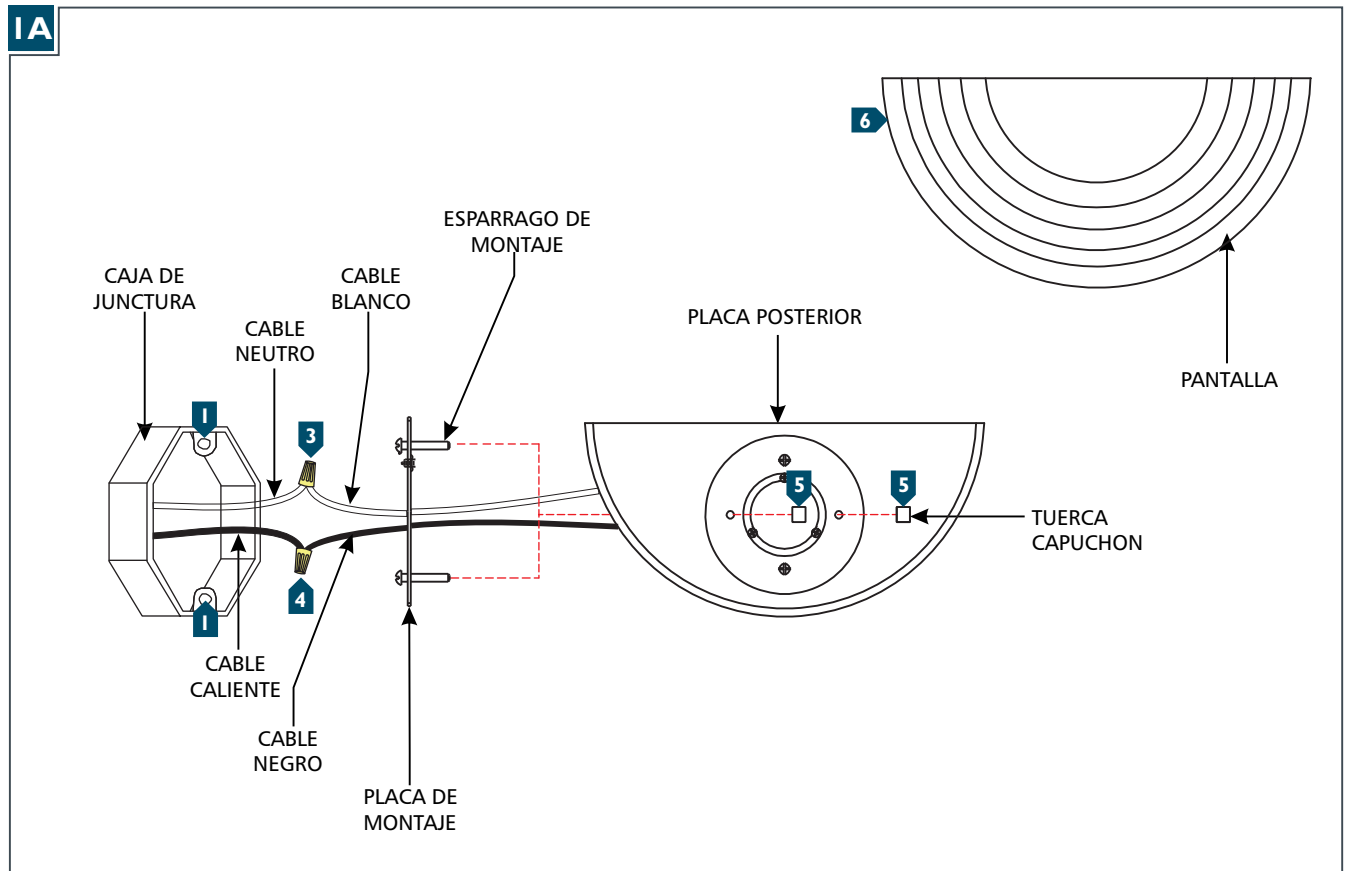 1A
6
ESPARRAGO DE
MONTAJE
CAJA DE
JUNCTURA
CABLE
BLANCO
CABLE
NEUTRO
PLACA POSTERIOR
PANTALLA
1
3
5
5
TUERCA
CAPUCHON
4
1
CABLE
CALIENTE
CABLE
NEGRO
PLACA DE
MONTAJE